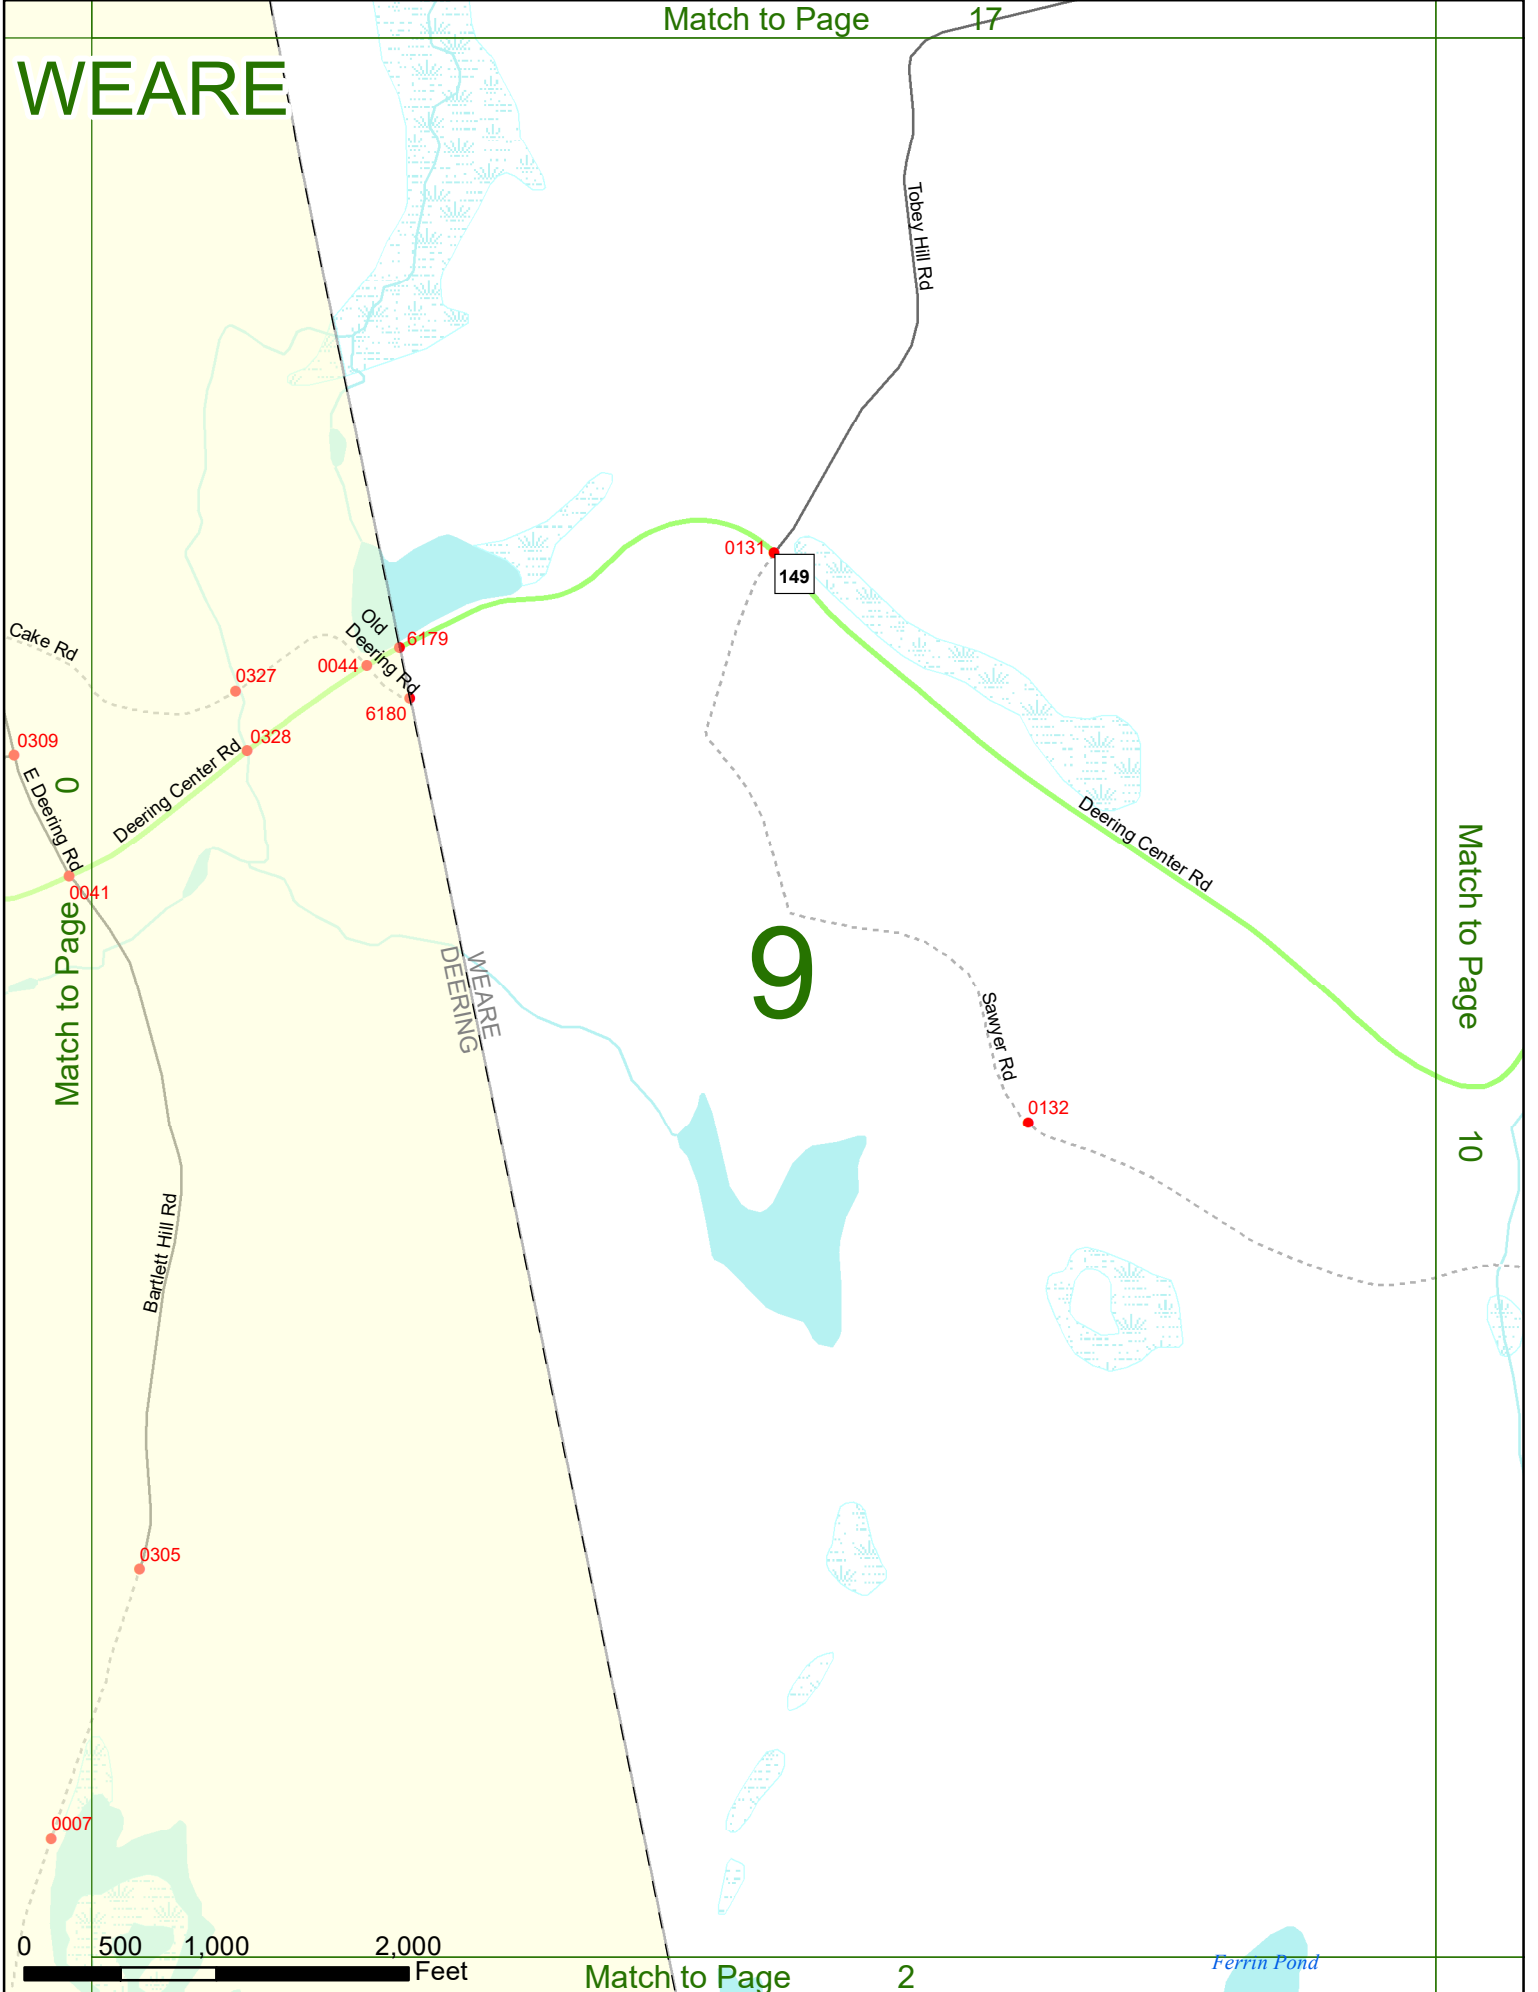 Match to Page 17
WEARE
Tobey Hill Rd
0131
149
Cake Rd
Old
Deering Rd
6179
0044
0327
6180
0309
0328
E Deering Rd
Deering Center Rd
0041
Match to Page 0
Deering Center Rd
Match to Page 10
WEARE
DEERING
9
Sawyer Rd
0132
Bartlett Hill Rd
0305
0007
0 500 1,000 2,000
Feet
Match to Page 2
Ferrin Pond